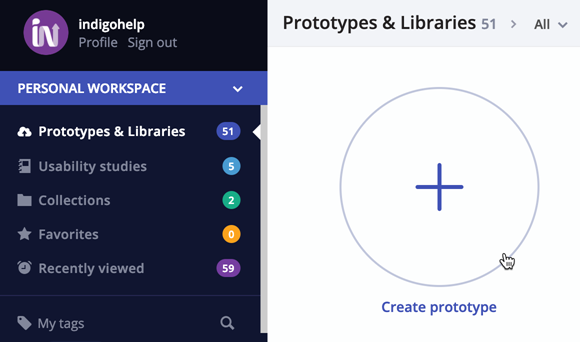 in
indigohelp
Profile Sign out
PERSONAL WORKSPACE
Prototypes & Libraries 51
Usability studies 5
Collections 2
Favorites 0
Recently viewed 59
My tags
Prototypes & Libraries 51 > All
Create prototype